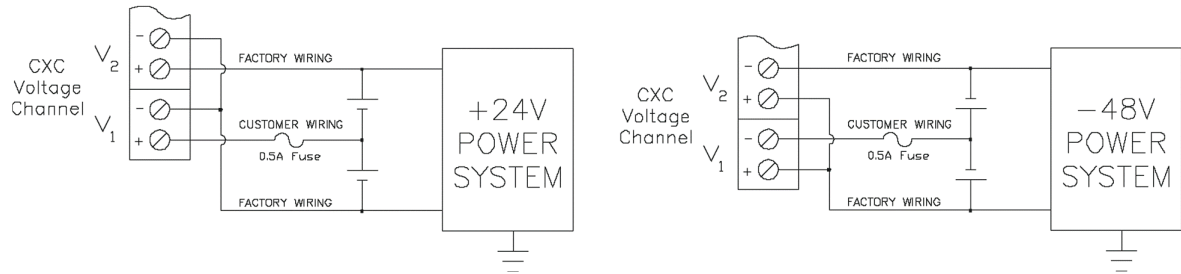 CXC
Voltage
Channel
V2
-
+
V1
-
+
FACTORY WIRING
CUSTOMER WIRING
0.5A Fuse
FACTORY WIRING
+24V
POWER
SYSTEM
CXC
Voltage
Channel
V2
-
+
V1
-
+
FACTORY WIRING
CUSTOMER WIRING
0.5A Fuse
FACTORY WIRING
-48V
POWER
SYSTEM